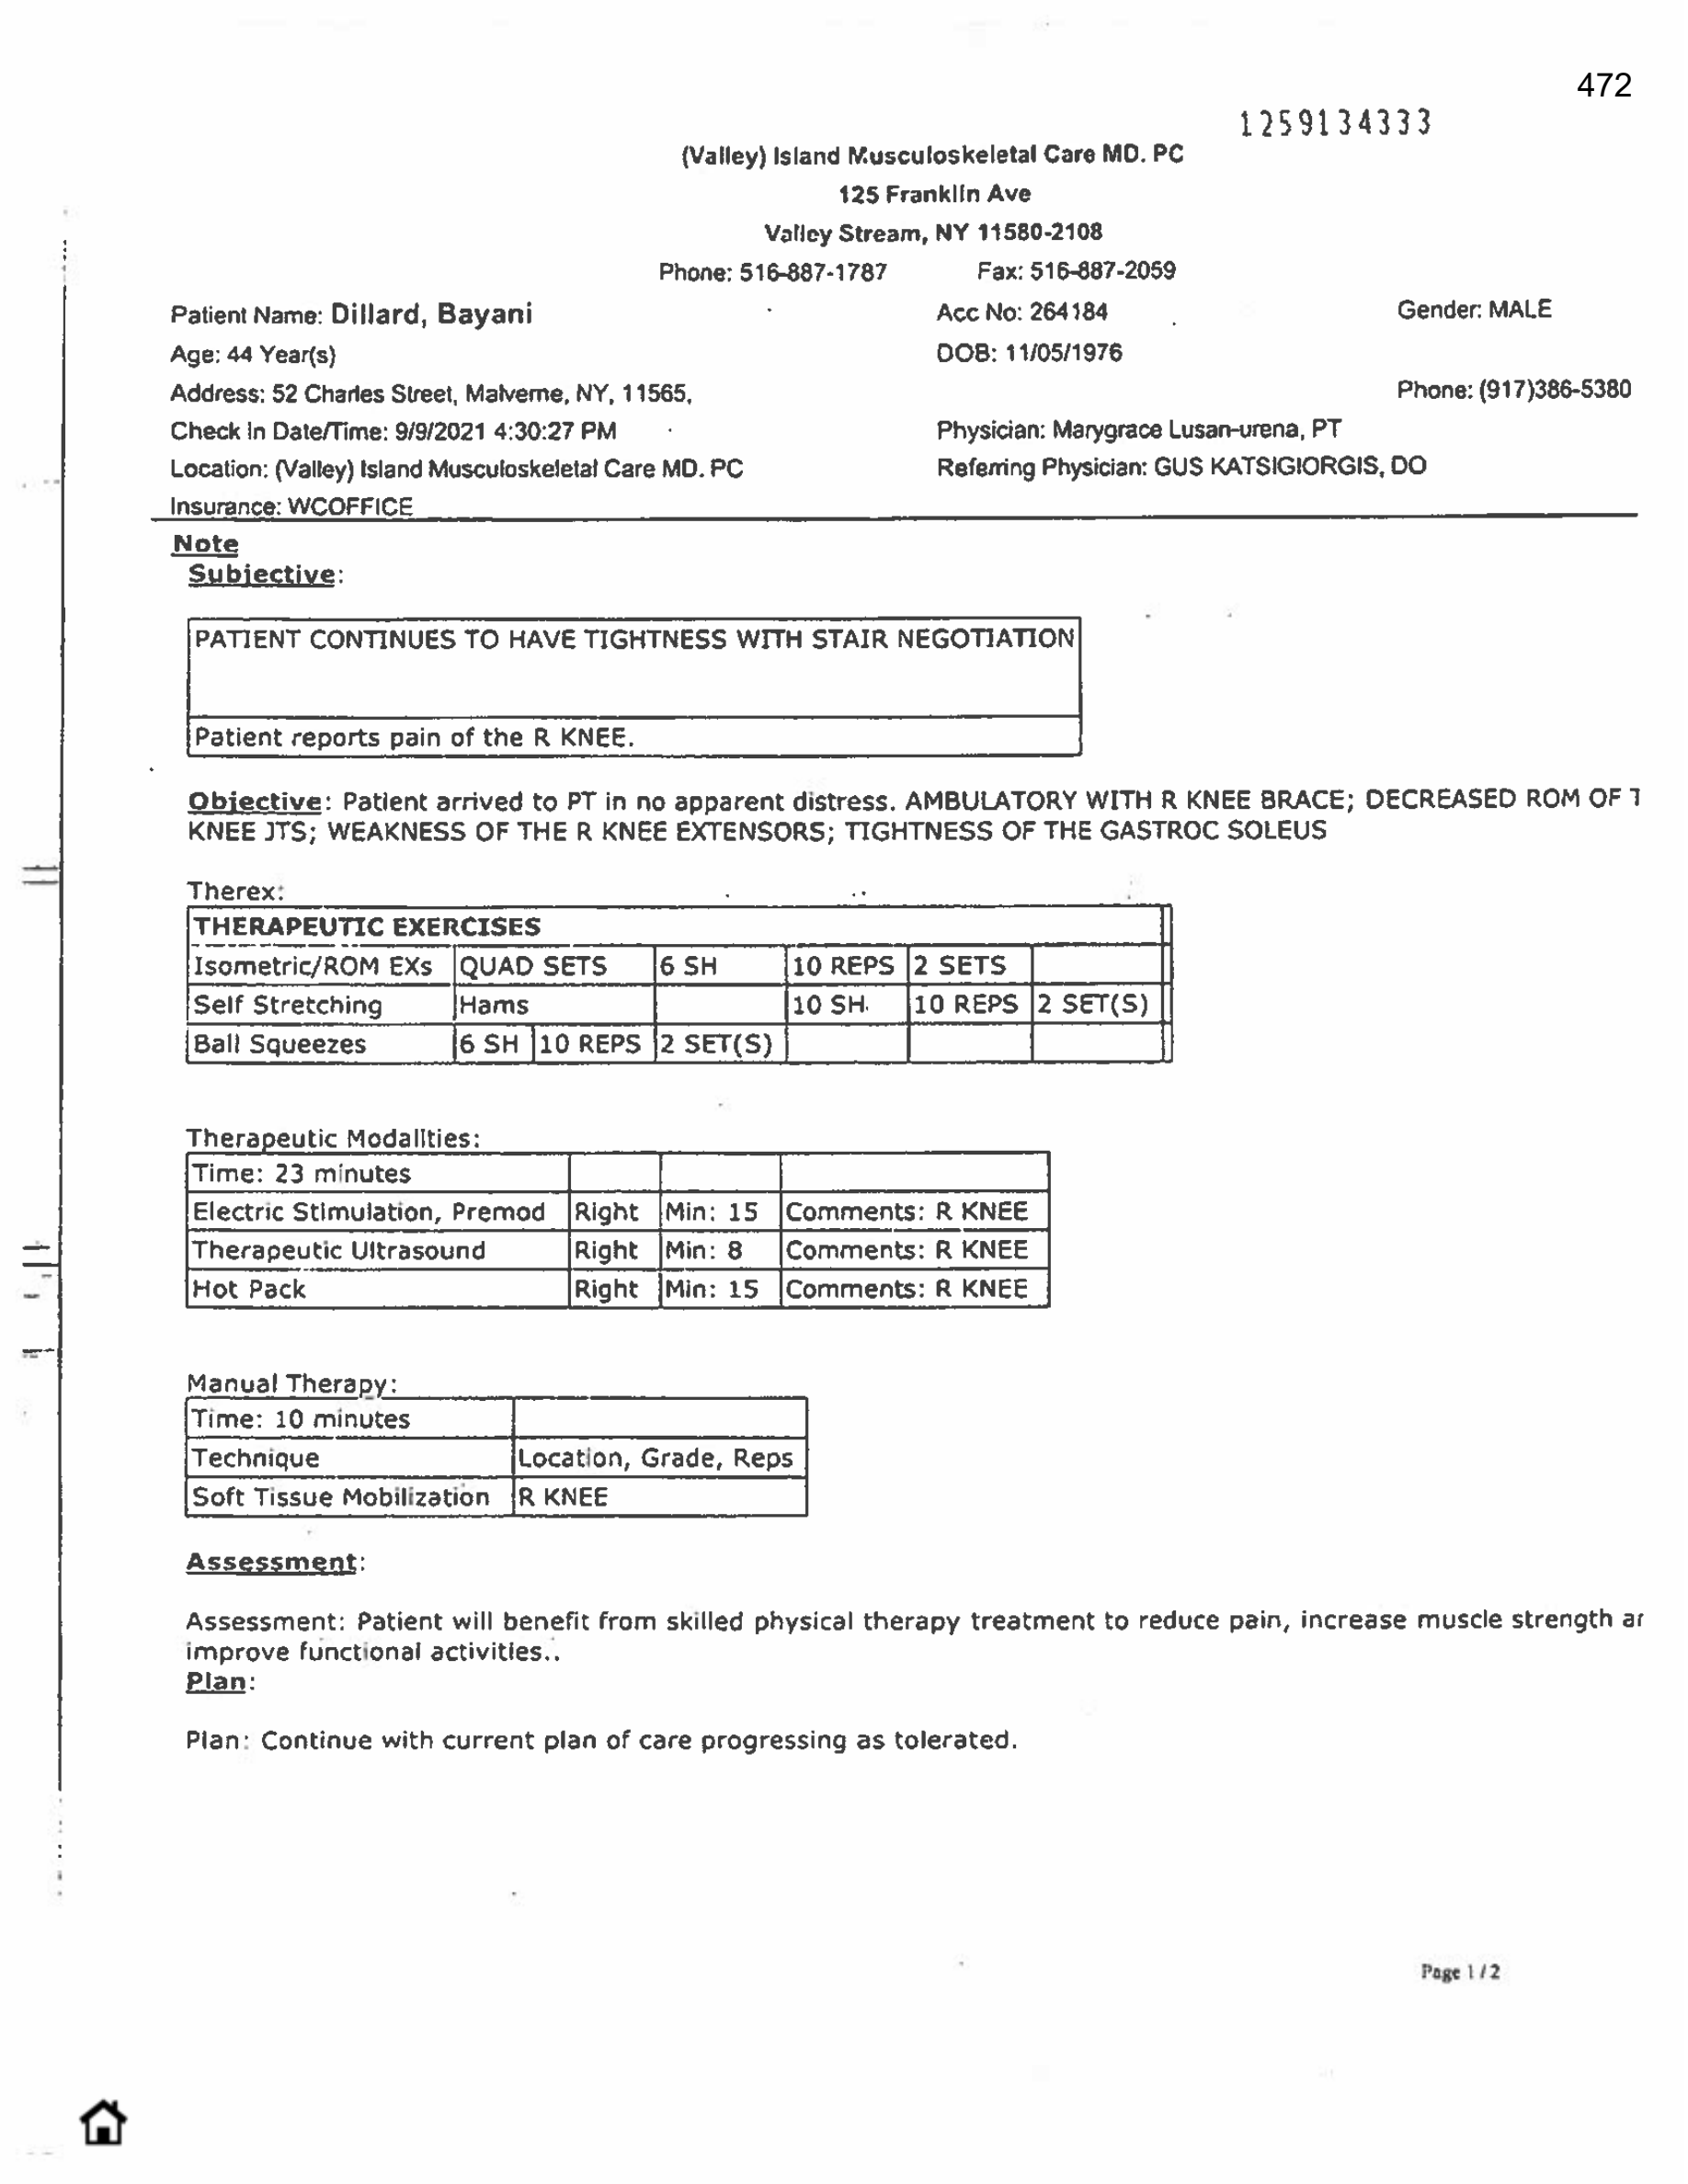 472
1259134333
(Valley) Island Musculoskeletal Care MD. PC
125 Franklin Ave
Valley Stream, NY 11580-2108
Phone: 516-887-1787 Fax: 516-887-2059
Patient Name: Dillard, Bayani Acc No: 264184 Gender: MALE
Age: 44 Year(s) DOB: 11/05/1976
Address: 52 Charles Street, Malverne, NY, 11565, Phone: (917)386-5380
Check In Date/Time: 9/9/2021 4:30:27 PM Physician: Marygrace Lusan-urena, PT
Location: (Valley) Island Musculoskeletal Care MD. PC Referring Physician: GUS KATSIGIORGIS, DO
Insurance: WCOFFICE
Note
Subjective:
PATIENT CONTINUES TO HAVE TIGHTNESS WITH STAIR NEGOTIATION
Patient reports pain of the R KNEE.
Objective: Patient arrived to PT in no apparent distress. AMBULATORY WITH R KNEE BRACE; DECREASED ROM OF
KNEE JTS; WEAKNESS OF THE R KNEE EXTENSORS; TIGHTNESS OF THE GASTROC SOLEUS
Therex:
THERAPEUTIC EXERCISES
Isometric/ROM EXs QUAD SETS 6 SH 10 REPS 2 SETS
Self Stretching Hams 10 SH. 10 REPS 2 SET(S)
Ball Squeezes 6 SH 10 REPS 2 SET(S)
Therapeutic Modalities:
Time: 23 minutes
Electric Stimulation, Premod Right Min: 15 Comments: R KNEE
Therapeutic Ultrasound Right Min: 8 Comments: R KNEE
Hot Pack Right Min: 15 Comments: R KNEE
Manual Therapy:
Time: 10 minutes
Technique Location, Grade, Reps
Soft Tissue Mobilization R KNEE
Assessment:
Assessment: Patient will benefit from skilled physical therapy treatment to reduce pain, increase muscle strength
improve functional activities..
Plan:
Plan: Continue with current plan of care progressing as tolerated.
Page 1 / 2